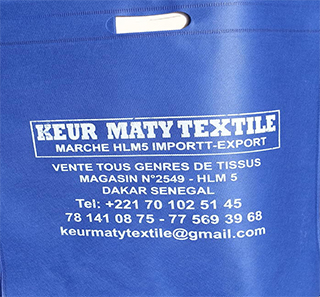 KEUR MATY TEXTILE
MARCHE HLM5 IMPORTT-EXPORT
VENTE TOUS GENRES DE TISSUS
MAGASIN N°2549 - HLM 5
DAKAR SENEGAL
Tel: +221 70 102 51 45
78 141 08 75 - 77 569 39 68
keurmatytextile@gmail.com